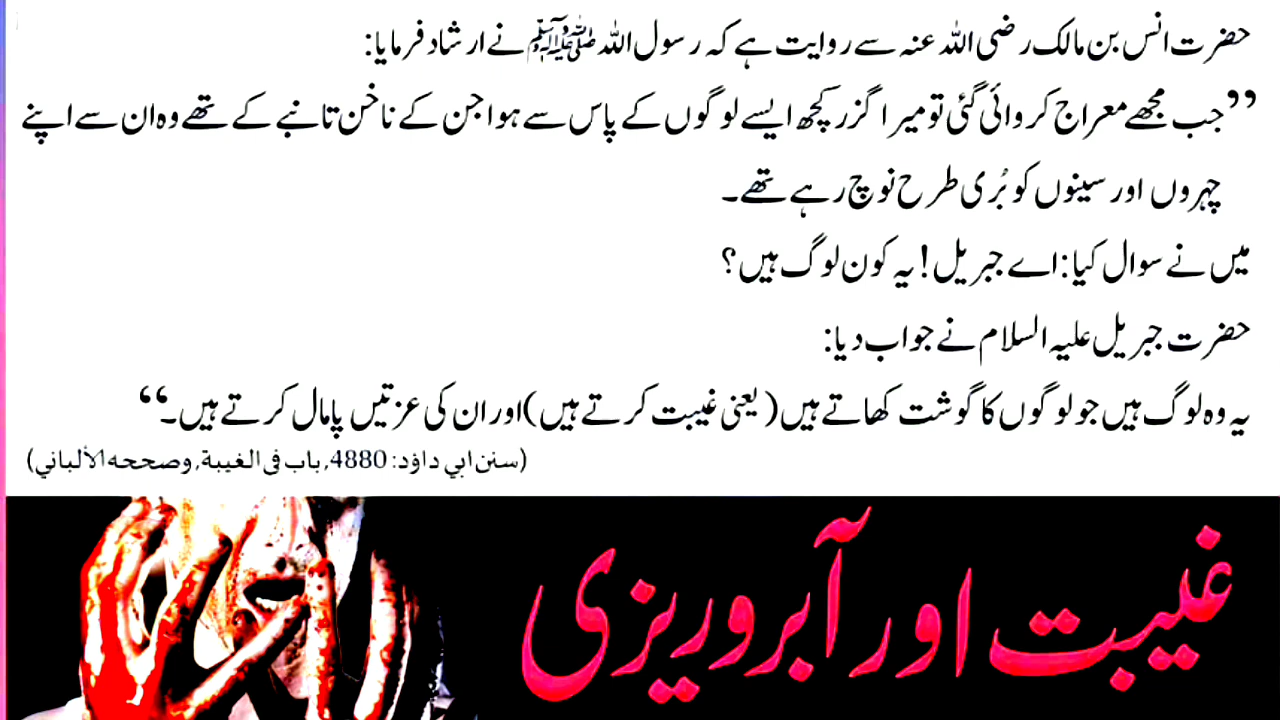 حضرت انس بن مالک رضی اللہ عنہ سے روایت ہے کہ رسول اللہ ﷺ نے ارشاد فرمایا:
”جب مجھے معراج کروائی گئی تو میرا گزر کچھ ایسے لوگوں کے پاس سے ہوا جن کے ناخن تانبے کے تھے وہ ان سے اپنے
چہروں اور سینوں کو بُری طرح نوچ رہے تھے۔
میں نے سوال کیا: اے جبریل! یہ کون لوگ ہیں؟
حضرت جبریل علیہ السلام نے جواب دیا:
یہ وہ لوگ ہیں جو لوگوں کا گوشت کھاتے ہیں (یعنی غیبت کرتے ہیں) اور ان کی عزتیں پامال کرتے ہیں۔“
(سنن ابي داؤد: 4880, باب في الغيبة, وصححه الألباني)
غیبت اور آبروریزی